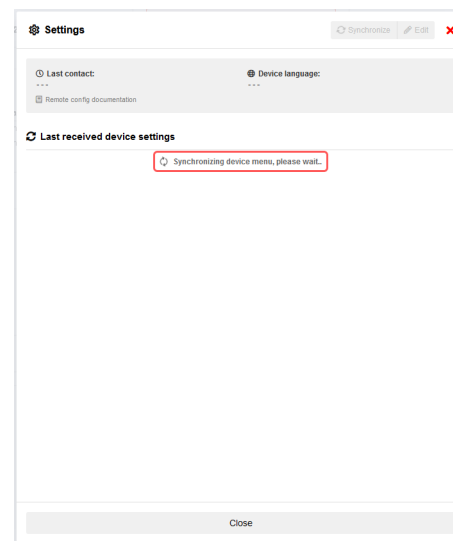 Settings
Synchronize
Edit
Last contact:
---
Device language:
---
Remote config documentation
Last received device settings
Synchronizing device menu, please wait..
Close